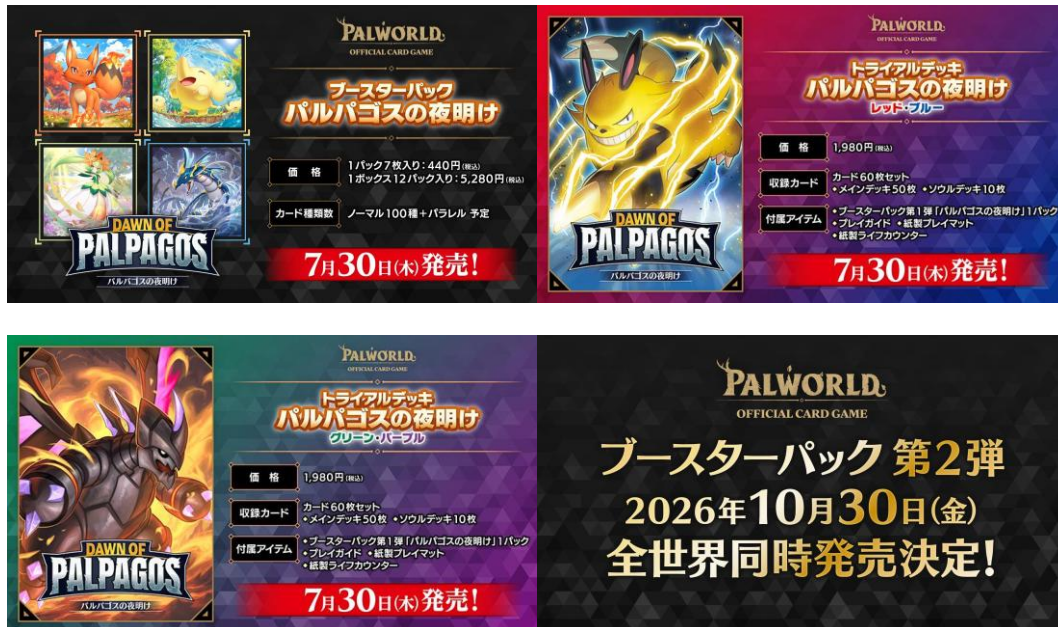 PALWORLD
OFFICIAL CARD GAME
ブースターパック
パルパゴスの夜明け
価格
1パック7枚入り:440円(税込)
1ボックス12パック入り:5,280円(税込)
カード種類数
ノーマル100種+パラレル 予定
DAWN OF
PALPAGOS
パルパゴスの夜明け
7月30日(木)発売!
PALWORLD
OFFICIAL CARD GAME
トライアルデッキ
パルパゴスの夜明け
レッド・ブルー
価格
1,980円(税込)
収録カード
カード60枚セット
•メインデッキ50枚 •ソウルデッキ10枚
付属アイテム
•ブースターパック第1弾「パルパゴスの夜明け」1パック
•プレイガイド •紙製プレイマット
•紙製ライフカウンター
DAWN OF
PALPAGOS
パルパゴスの夜明け
7月30日(木)発売!
PALWORLD
OFFICIAL CARD GAME
トライアルデッキ
パルパゴスの夜明け
グリーン・パープル
価格
1,980円(税込)
収録カード
カード60枚セット
•メインデッキ50枚 •ソウルデッキ10枚
付属アイテム
•ブースターパック第1弾「パルパゴスの夜明け」1パック
•プレイガイド •紙製プレイマット
•紙製ライフカウンター
DAWN OF
PALPAGOS
パルパゴスの夜明け
7月30日(木)発売!
PALWORLD
OFFICIAL CARD GAME
ブースターパック 第2弾
2026年10月30日(金)
全世界同時発売決定!